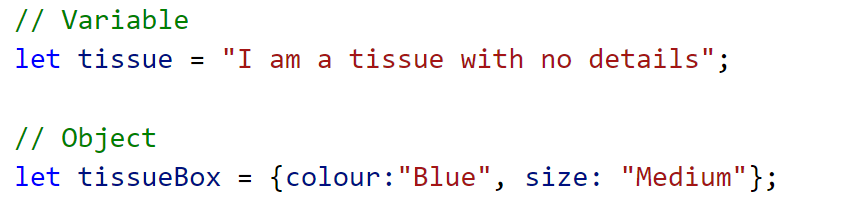 // Variable
let tissue = "I am a tissue with no details";
// Object
let tissueBox = {colour:"Blue", size: "Medium"};